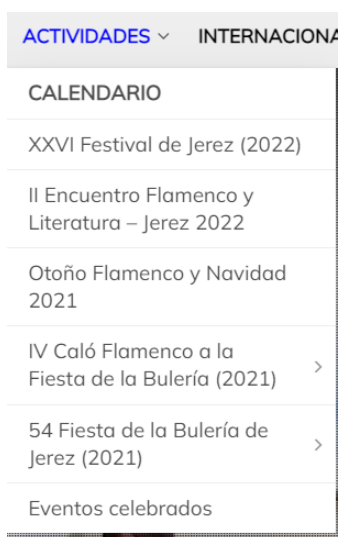 ACTIVIDADES INTERNACIONA
CALENDARIO
XXVI Festival de Jerez (2022)
II Encuentro Flamenco y
Literatura – Jerez 2022
Otoño Flamenco y Navidad
2021
IV Caló Flamenco a la
Fiesta de la Bulería (2021)
54 Fiesta de la Bulería de
Jerez (2021)
Eventos celebrados